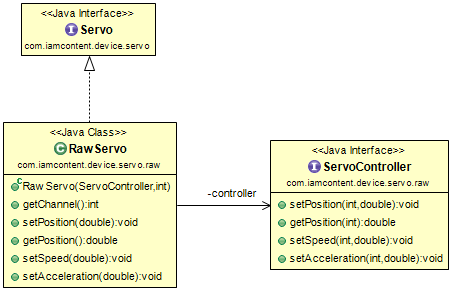 <<Java Interface>>
Servo
com.iamcontent.device.servo
<<Java Class>>
RawServo
com.iamcontent.device.servo.raw
RawServo(ServoController,int)
getChannel():int
setPosition(double):void
getPosition():double
setSpeed(double):void
setAcceleration(double):void
-controller
<<Java Interface>>
ServoController
com.iamcontent.device.servo.raw
setPosition(int,double):void
getPosition(int):double
setSpeed(int,double):void
setAcceleration(int,double):void